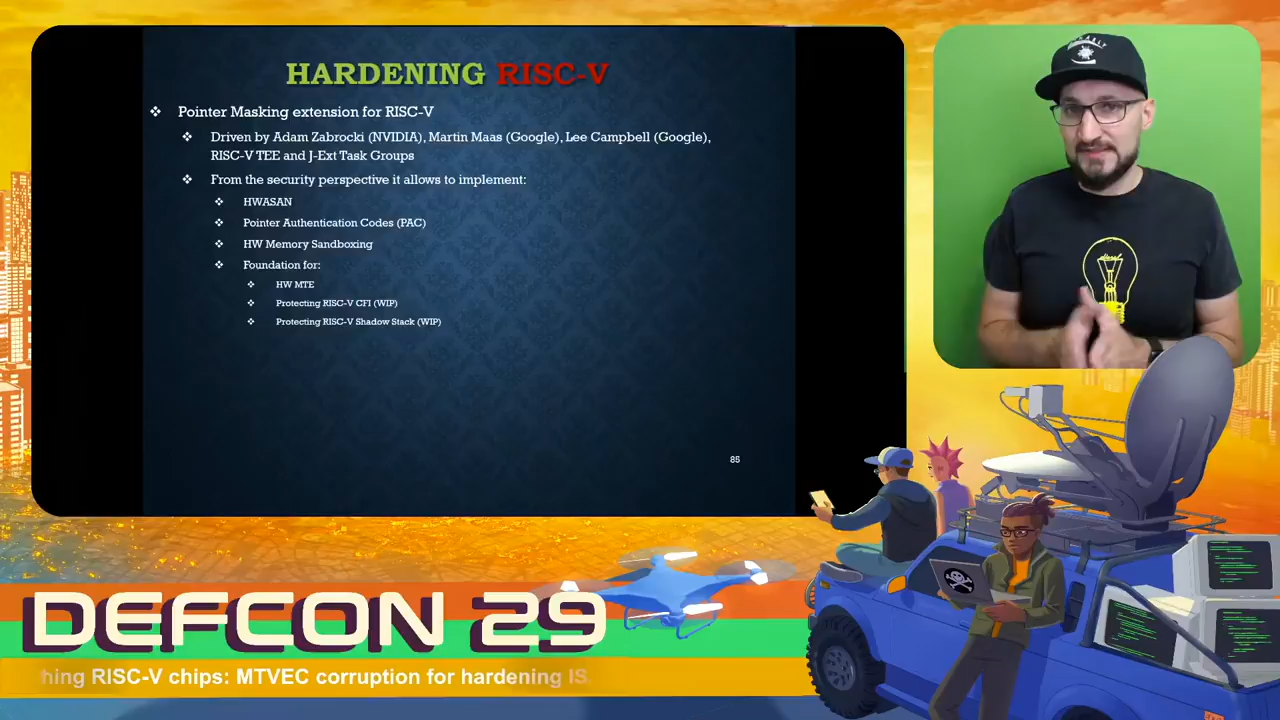 HARDENING RISC-V
❖ Pointer Masking extension for RISC-V
❖ Driven by Adam Zabrocki (NVIDIA), Martin Maas (Google), Lee Campbell (Google),
RISC-V TEE and J-Ext Task Groups
❖ From the security perspective it allows to implement:
❖ HWASAN
❖ Pointer Authentication Codes (PAC)
❖ HW Memory Sandboxing
❖ Foundation for:
❖ HW MTE
❖ Protecting RISC-V CFI (WIP)
❖ Protecting RISC-V Shadow Stack (WIP)
85
DEFCON 29
hing RISC-V chips: MTVEC corruption for hardening IS